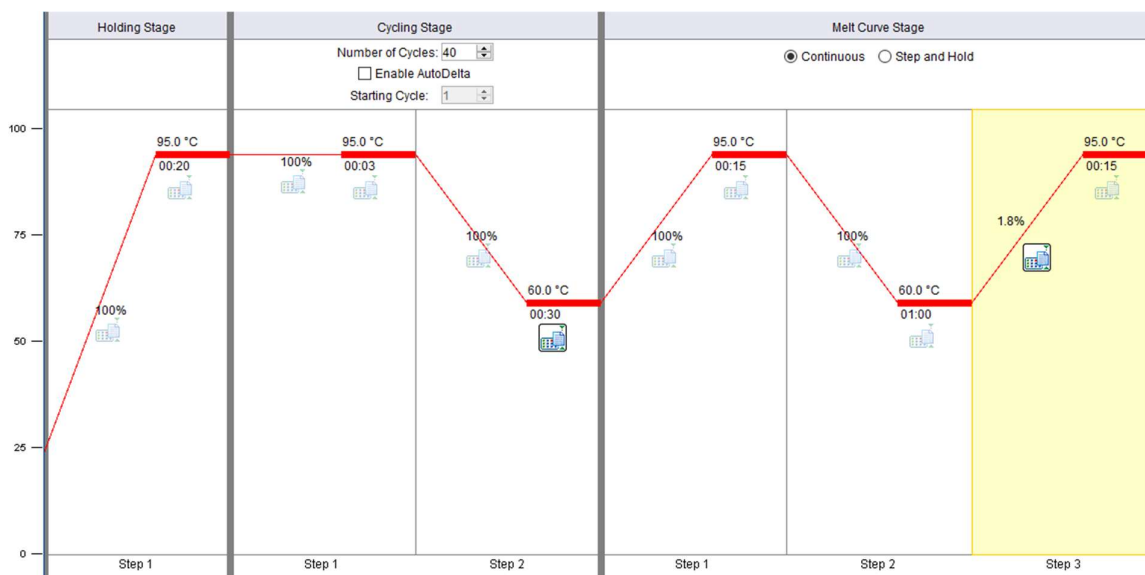 Holding Stage
Cycling Stage
Melt Curve Stage
Number of Cycles: 40
Enable AutoDelta
Starting Cycle: 1
Continuous
Step and Hold
100
75
50
25
0
100%
95.0 °C
00:20
Step 1
100%
95.0 °C
00:03
Step 1
100%
60.0 °C
00:30
Step 2
100%
95.0 °C
00:15
Step 1
100%
60.0 °C
01:00
Step 2
1.8%
95.0 °C
00:15
Step 3